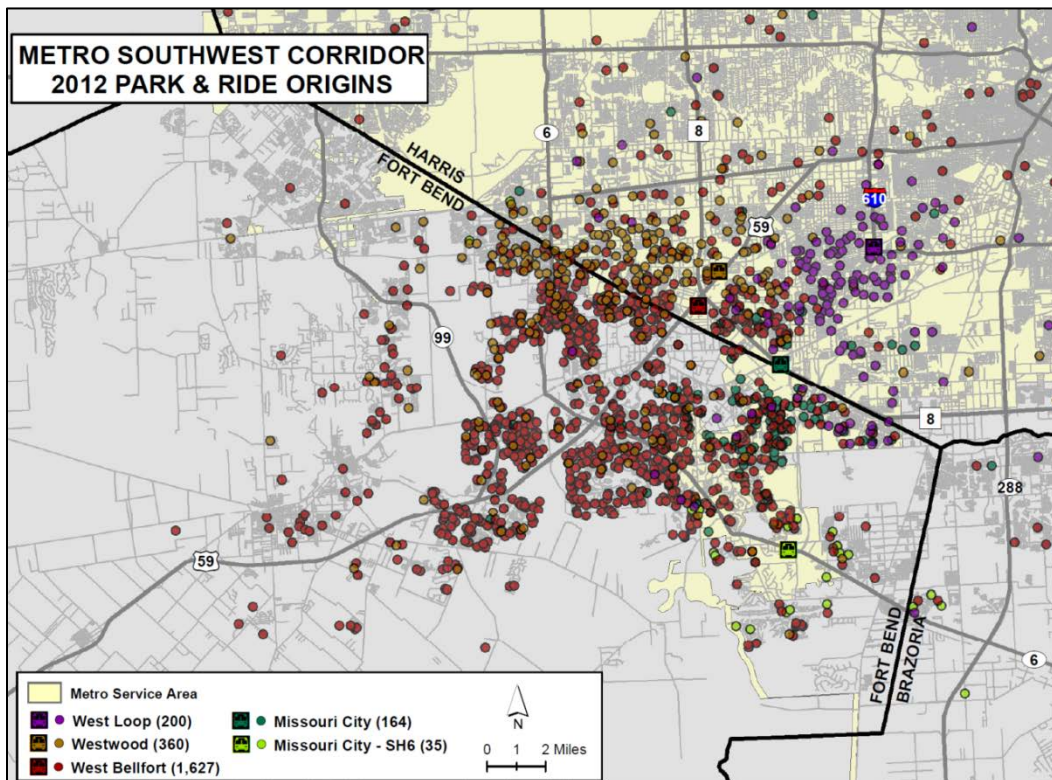 METRO SOUTHWEST CORRIDOR
2012 PARK & RIDE ORIGINS
6
8
HARRIS
FORT BEND
610
59
99
8
288
59
FORT BEND
BRAZORIA
6
Metro Service Area
West Loop (200)
Missouri City (164)
Westwood (360)
Missouri City - SH6 (35)
West Bellfort (1,627)
N
0 1 2 Miles